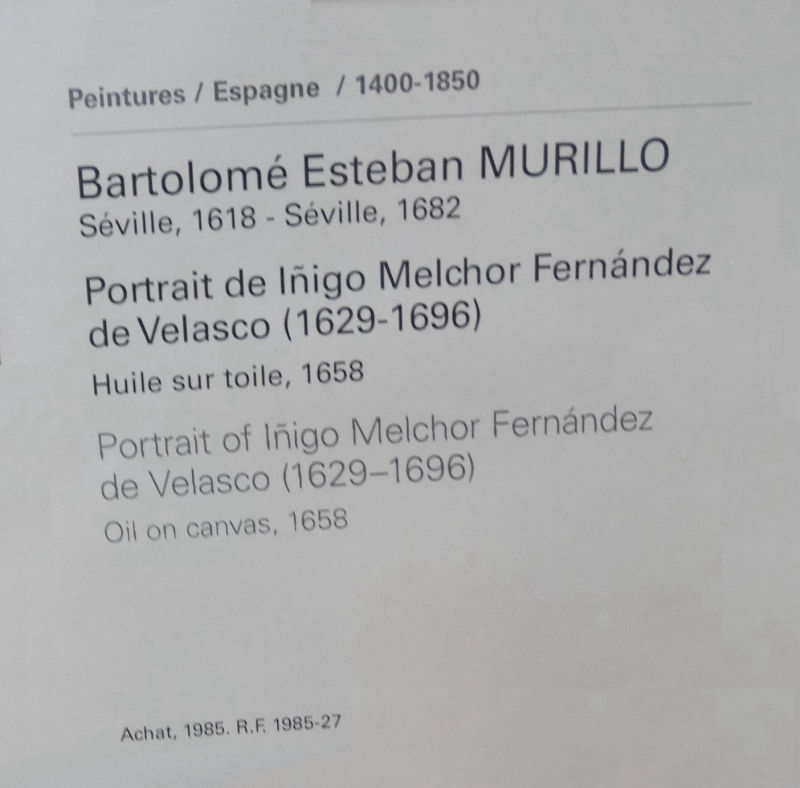 Peintures / Espagne / 1400-1850
Bartolomé Esteban MURILLO
Séville, 1618 - Séville, 1682
Portrait de Iñigo Melchor Fernández
de Velasco (1629-1696)
Huile sur toile, 1658
Portrait of Iñigo Melchor Fernández
de Velasco (1629–1696)
Oil on canvas, 1658
Achat, 1985. R.F. 1985-27